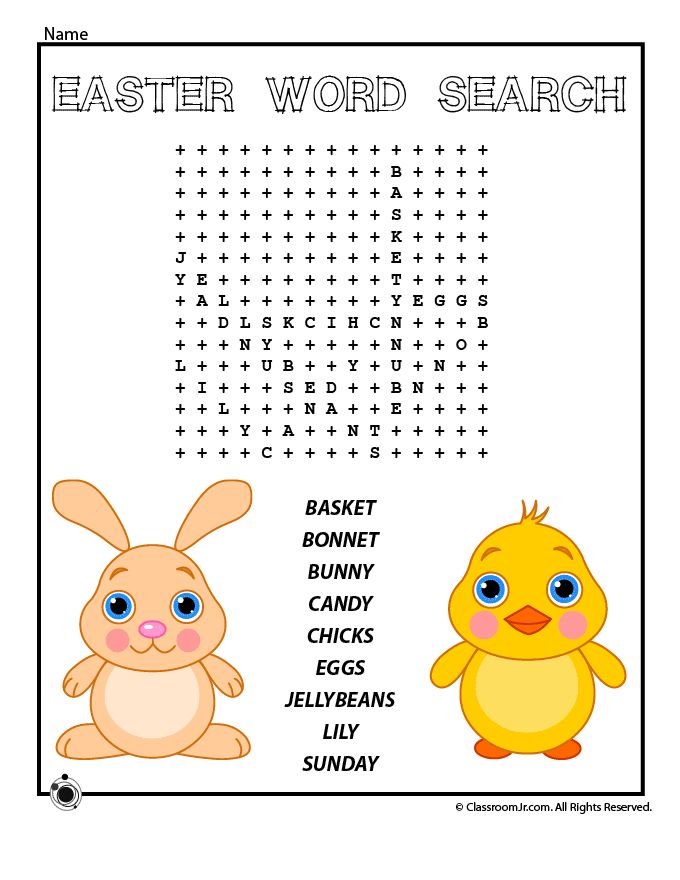 Name
EASTER WORD SEARCH
+ + + + + + + + + + + + + + +
+ + + + + + + + + + B + + + +
+ + + + + + + + + + A + + + +
+ + + + + + + + + + S + + + +
+ + + + + + + + + + K + + + +
J + + + + + + + + + E + + + +
Y E + + + + + + + + T + + + +
+ A L + + + + + + + Y E G G S
+ + D L S K C I H C N + + + B
+ + + N Y + + + + + N + + O +
L + + + U B + + Y + U + N + +
+ I + + + S E D + + B N + + +
+ + L + + + N A + + E + + + +
+ + + Y + A + + N T + + + + +
+ + + + C + + + + S + + + + +
BASKET
BONNET
BUNNY
CANDY
CHICKS
EGGS
JELLYBEANS
LILY
SUNDAY
© ClassroomJr.com. All Rights Reserved.